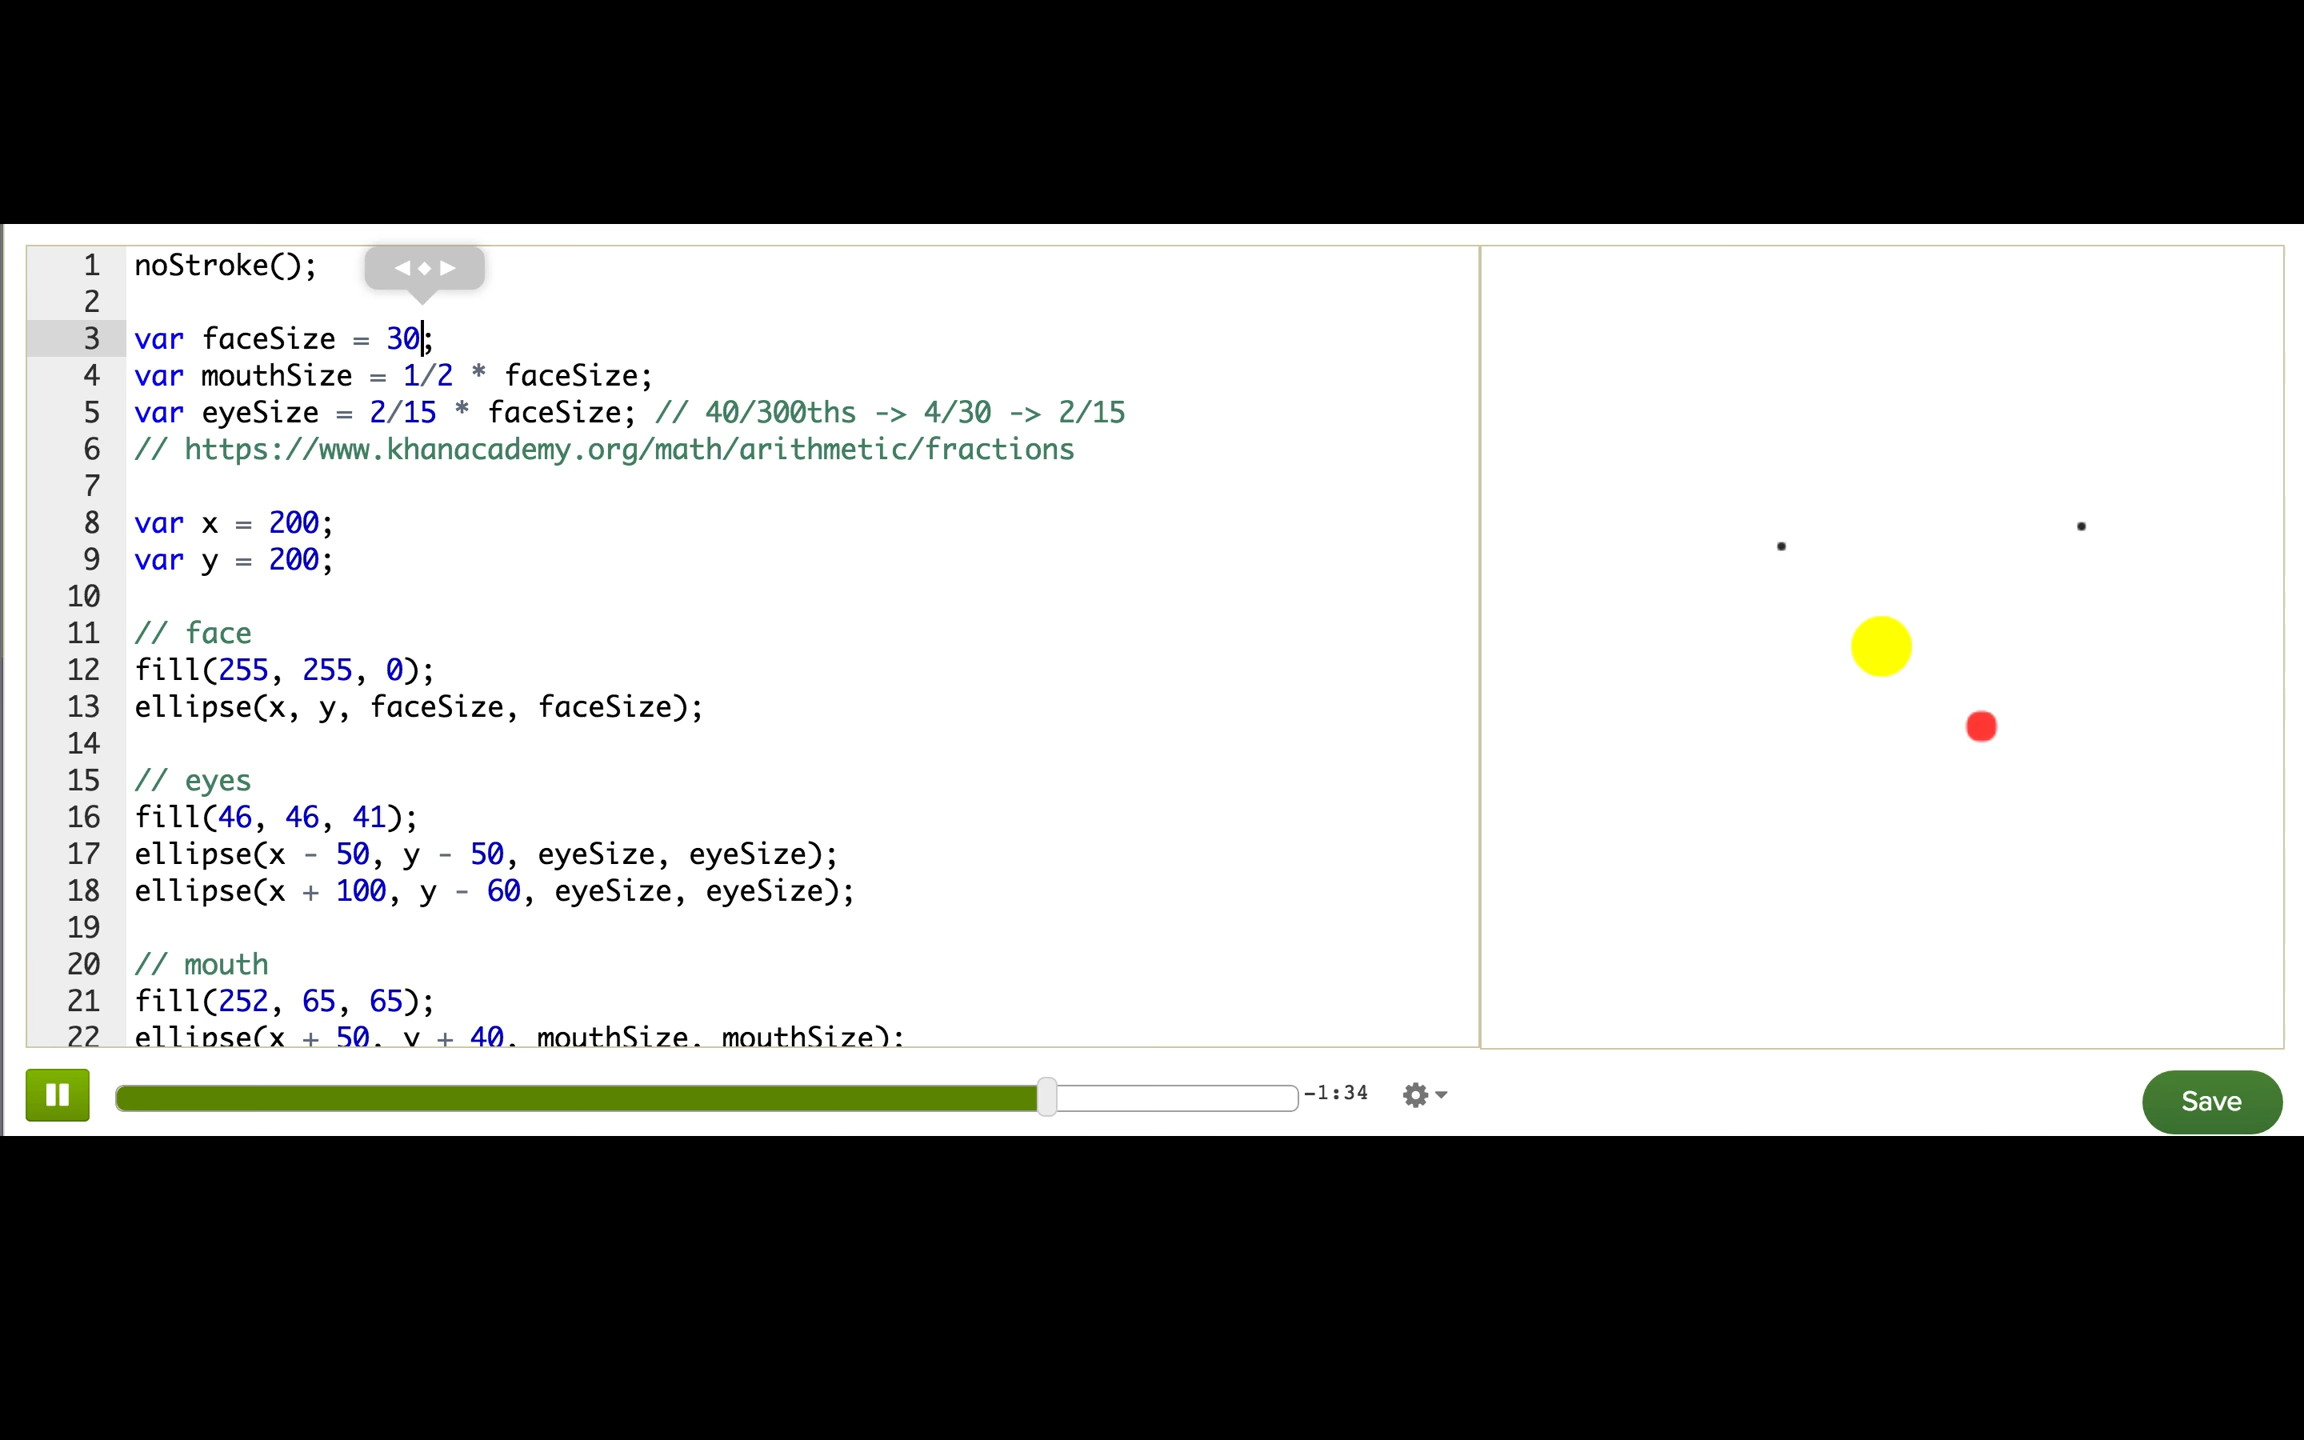 1 noStroke();
2
3 var faceSize = 30;
4 var mouthSize = 1/2 * faceSize;
5 var eyeSize = 2/15 * faceSize; // 40/300ths -> 4/30 -> 2/15
6 // https://www.khanacademy.org/math/arithmetic/fractions
7
8 var x = 200;
9 var y = 200;
10
11 // face
12 fill(255, 255, 0);
13 ellipse(x, y, faceSize, faceSize);
14
15 // eyes
16 fill(46, 46, 41);
17 ellipse(x - 50, y - 50, eyeSize, eyeSize);
18 ellipse(x + 100, y - 60, eyeSize, eyeSize);
19
20 // mouth
21 fill(252, 65, 65);
22 ellipse(x + 50, y + 40, mouthSize, mouthSize);
-1:34
Save